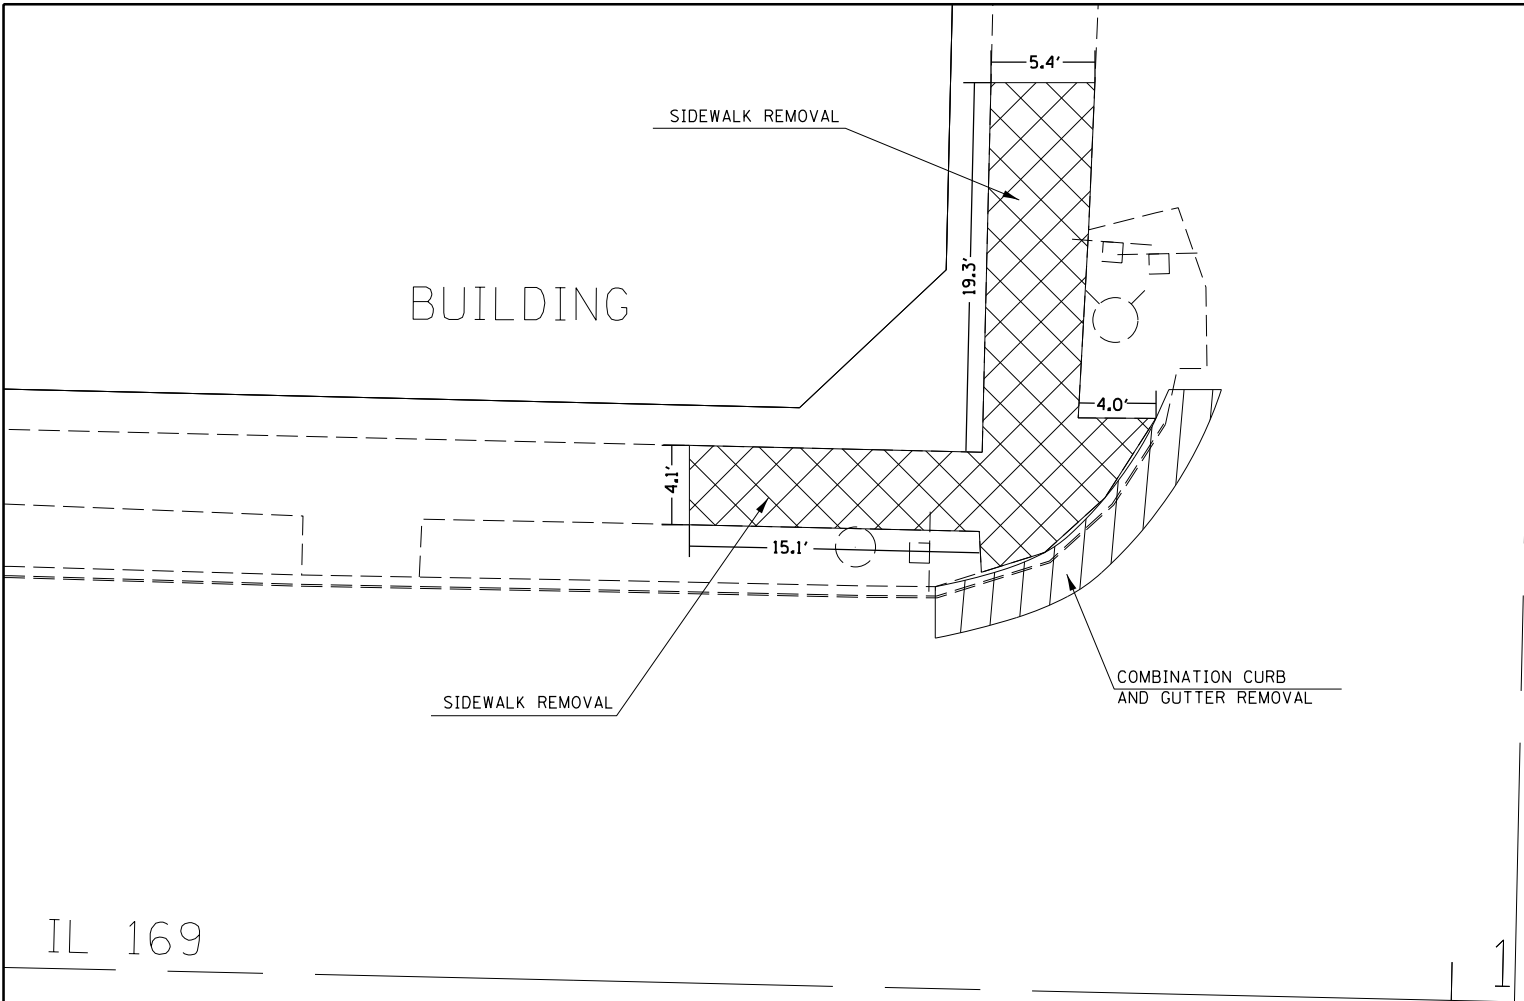 5.4'
SIDEWALK REMOVAL
19.3'
BUILDING
4.0'
4.1'
15.1'
COMBINATION CURB
AND GUTTER REMOVAL
SIDEWALK REMOVAL
IL 169
1